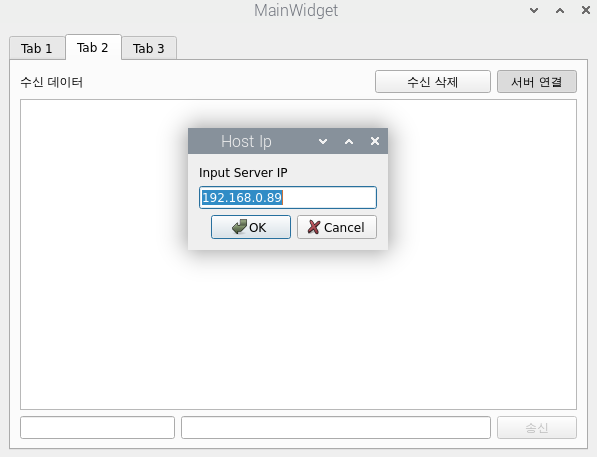 MainWidget
Tab 1 Tab 2 Tab 3
수신 데이터 수신 삭제 서버 연결
Host Ip
Input Server IP
192.168.0.89
OK Cancel
송신